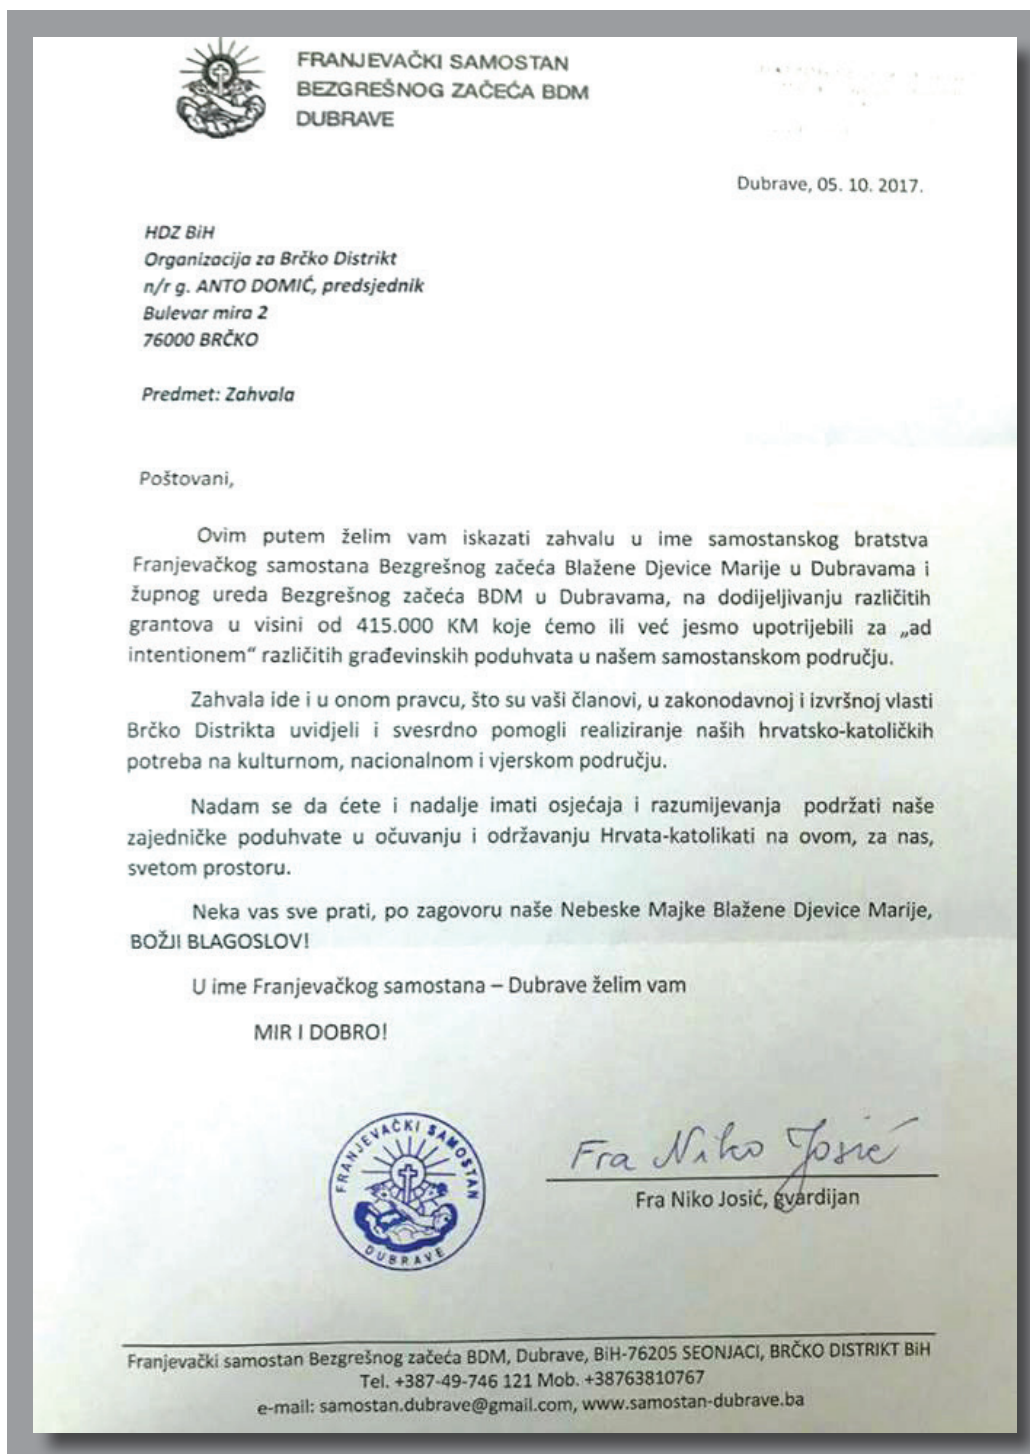 FRANJEVAČKI SAMOSTAN
BEZGREŠNOG ZAČEĆA BDM
DUBRAVE
Dubrave, 05. 10. 2017.
HDZ BiH
Organizacija za Brčko Distrikt
n/r g. ANTO DOMIĆ, predsjednik
Bulevar mira 2
76000 BRČKO
Predmet: Zahvala
Poštovani,
Ovim putem želim vam iskazati zahvalu u ime samostanskog bratstva
Franjevačkog samostana Bezgrešnog začeća Blažene Djevice Marije u Dubravama i
župnog ureda Bezgrešnog začeća BDM u Dubravama, na dodijeljivanju različitih
grantova u visini od 415.000 KM koje ćemo ili već jesmo upotrijebili za „ad
intentionem“ različitih građevinskih poduhvata u našem samostanskom području.
Zahvala ide i u onom pravcu, što su vaši članovi, u zakonodavnoj i izvršnoj vlasti
Brčko Distrikta uvidjeli i svesrdno pomogli realiziranje naših hrvatsko-katoličkih
potreba na kulturnom, nacionalnom i vjerskom području.
Nadam se da ćete i nadalje imati osjećaja i razumijevanja podržati naše
zajedničke poduhvate u očuvanju i održavanju Hrvata-katolikati na ovom, za nas,
svetom prostoru.
Neka vas sve prati, po zagovoru naše Nebeske Majke Blažene Djevice Marije,
BOŽJI BLAGOSLOV!
U ime Franjevačkog samostana – Dubrave želim vam
MIR I DOBRO!
FRANJEVAČKI SAMOSTAN
DUBRAVE
Fra Niko Josić
Fra Niko Josić, gvardijan
Franjevački samostan Bezgrešnog začeća BDM, Dubrave, BiH-76205 SEONJACI, BRČKO DISTRIKT BiH
Tel. +387-49-746 121 Mob. +38763810767
e-mail: samostan.dubrave@gmail.com, www.samostan-dubrave.ba